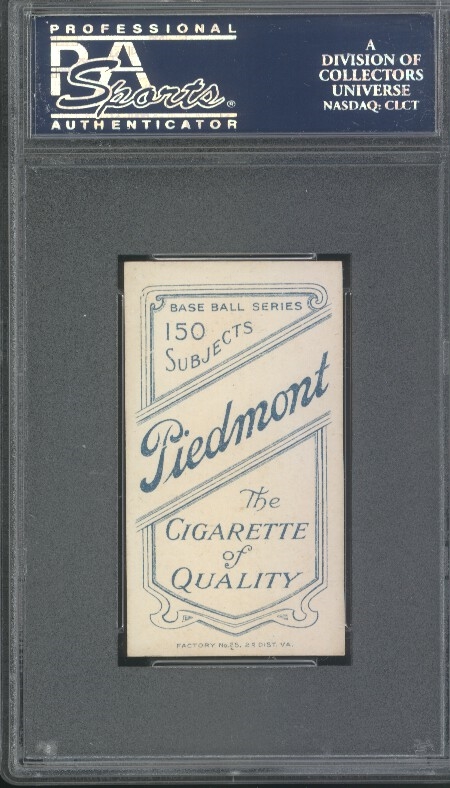 PROFESSIONAL
PSA
Sports®
AUTHENTICATOR
A
DIVISION OF
COLLECTORS
UNIVERSE
NASDAQ: CLCT
BASE BALL SERIES
150
SUBJECTS
Piedmont
The
CIGARETTE
of
QUALITY
FACTORY No. 25, 2D DIST. VA.